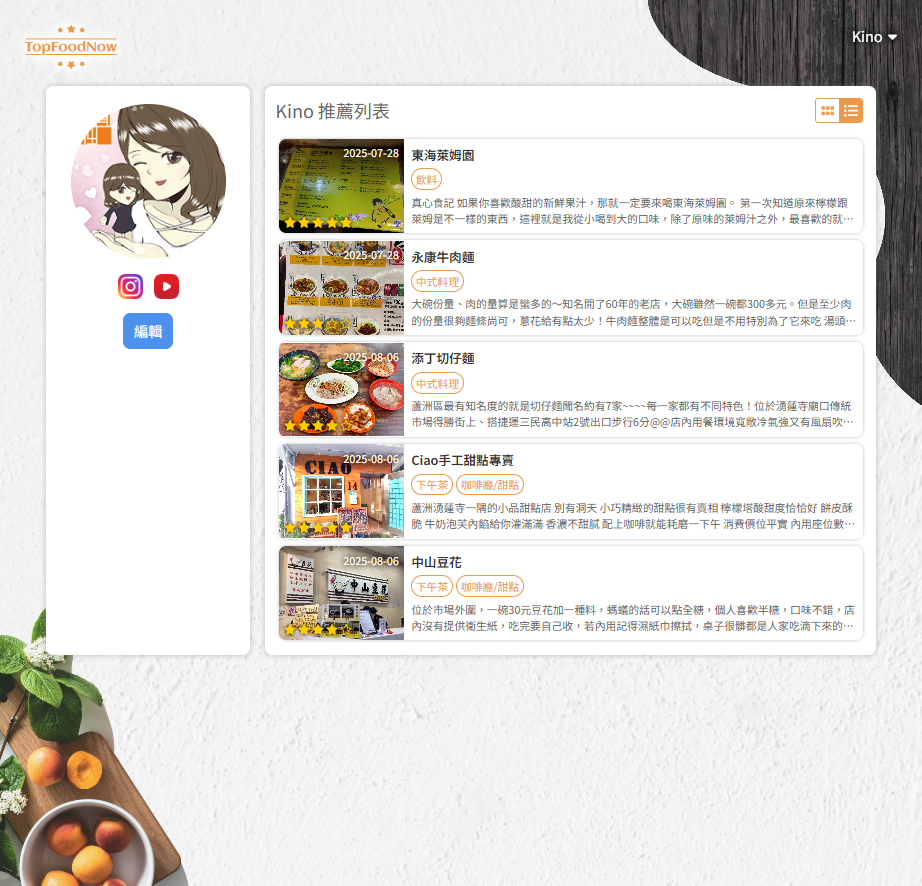 TopFoodNow
Kino
Kino 推薦列表
編輯
2025-07-28
東海萊姆園
飲料
真心食記 如果你喜歡酸甜的新鮮果汁，那就一定要來喝東海萊姆園。 第一次知道原來檸檬跟
萊姆是不一樣的東西，這裡就是我從小喝到大的口味，除了原味的萊姆汁之外，最喜歡的就…
2025-07-28
永康牛肉麵
中式料理
大碗份量、肉的量算是蠻多的～知名開了60年的老店，大碗雖然一碗都300多元。但是至少肉
的份量很夠麵條尚可，蔥花給有點太少！牛肉麵整體是可以吃但是不用特別為了它來吃 湯頭…
2025-08-06
添丁切仔麵
中式料理
蘆洲區最有知名度的就是切仔麵聞名約有7家~~~~每一家都有不同特色！位於湧蓮寺廟口傳統
市場得勝街上、搭捷運三民高中站2號出口步行6分@@店內用餐環境寬敞冷氣強又有風扇吹…
2025-08-06
CIAO
14
Ciao手工甜點專賣
下午茶
咖啡廳/甜點
蘆洲湧蓮寺一隅的小品甜點店 別有洞天 小巧精緻的甜點很有真相 檸檬塔酸甜度恰恰好 餅皮酥
脆 牛奶泡芙內餡給你灌滿滿 香濃不甜膩 配上咖啡就能耗磨一下午 消費價位平實 內用座位數…
2025-08-06
中山豆花
中山豆花
下午茶
咖啡廳/甜點
位於市場外圍，一碗30元豆花加一種料，螞蟻的話可以點全糖，個人喜歡半糖，口味不錯，店
內沒有提供衛生紙，吃完要自己收，若內用記得濕紙巾擦拭，桌子很髒都是人家吃滴下來的…